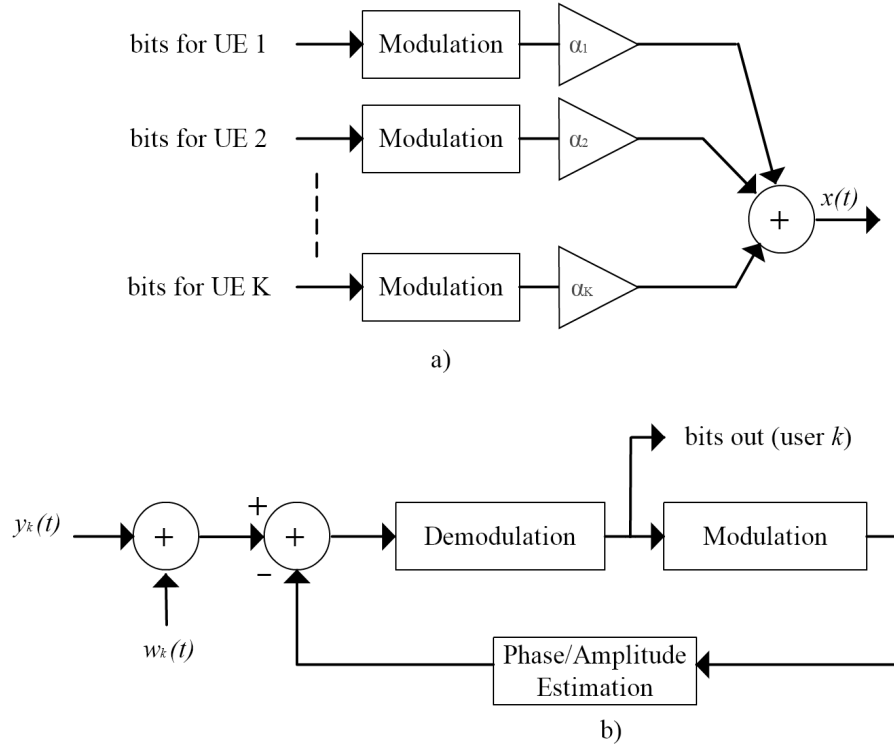 bits for UE 1
Modulation
α₁
bits for UE 2
Modulation
α₂
x(t)
+
bits for UE K
Modulation
αK
a)
bits out (user k)
yₖ(t)
+
+
+
−
Demodulation
Modulation
wₖ(t)
Phase/Amplitude
Estimation
b)